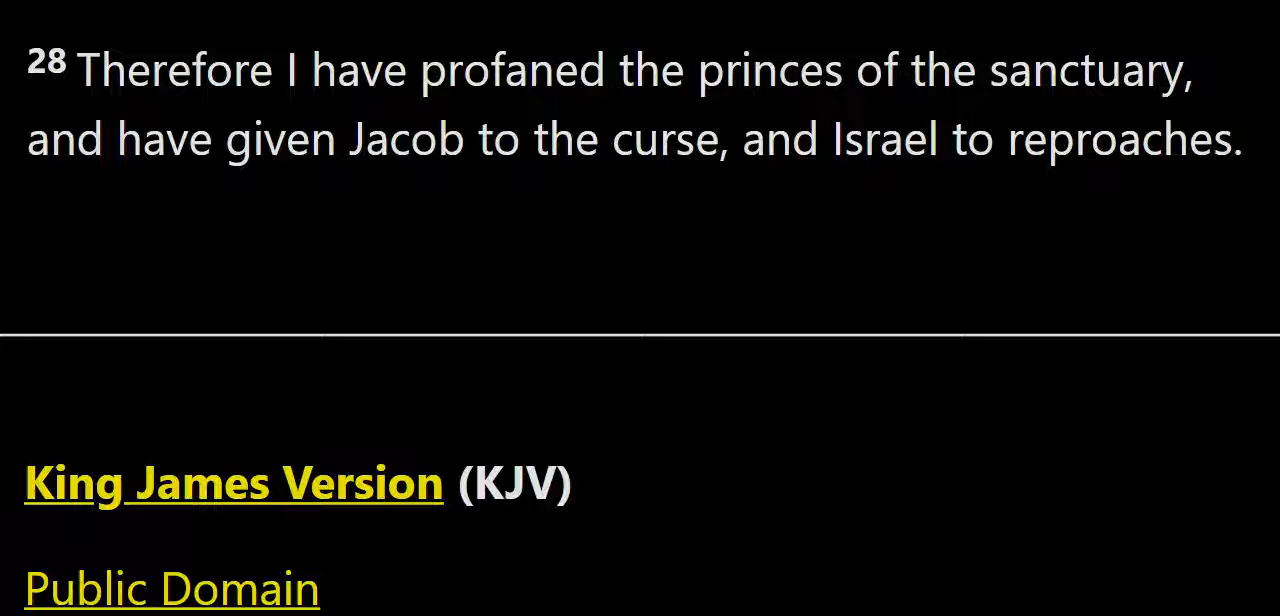 28 Therefore I have profaned the princes of the sanctuary,
and have given Jacob to the curse, and Israel to reproaches.
King James Version (KJV)
Public Domain